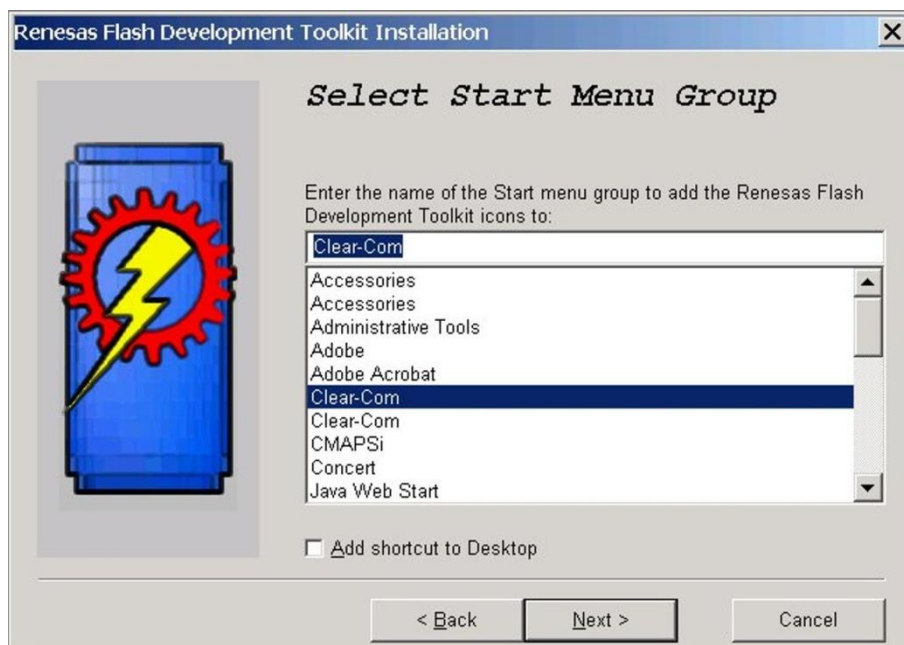 Renesas Flash Development Toolkit Installation
Select Start Menu Group
Enter the name of the Start menu group to add the Renesas Flash
Development Toolkit icons to:
Clear-Com
Accessories
Accessories
Administrative Tools
Adobe
Adobe Acrobat
Clear-Com
Clear-Com
CMAPSi
Concert
Java Web Start
Add shortcut to Desktop
< Back
Next >
Cancel